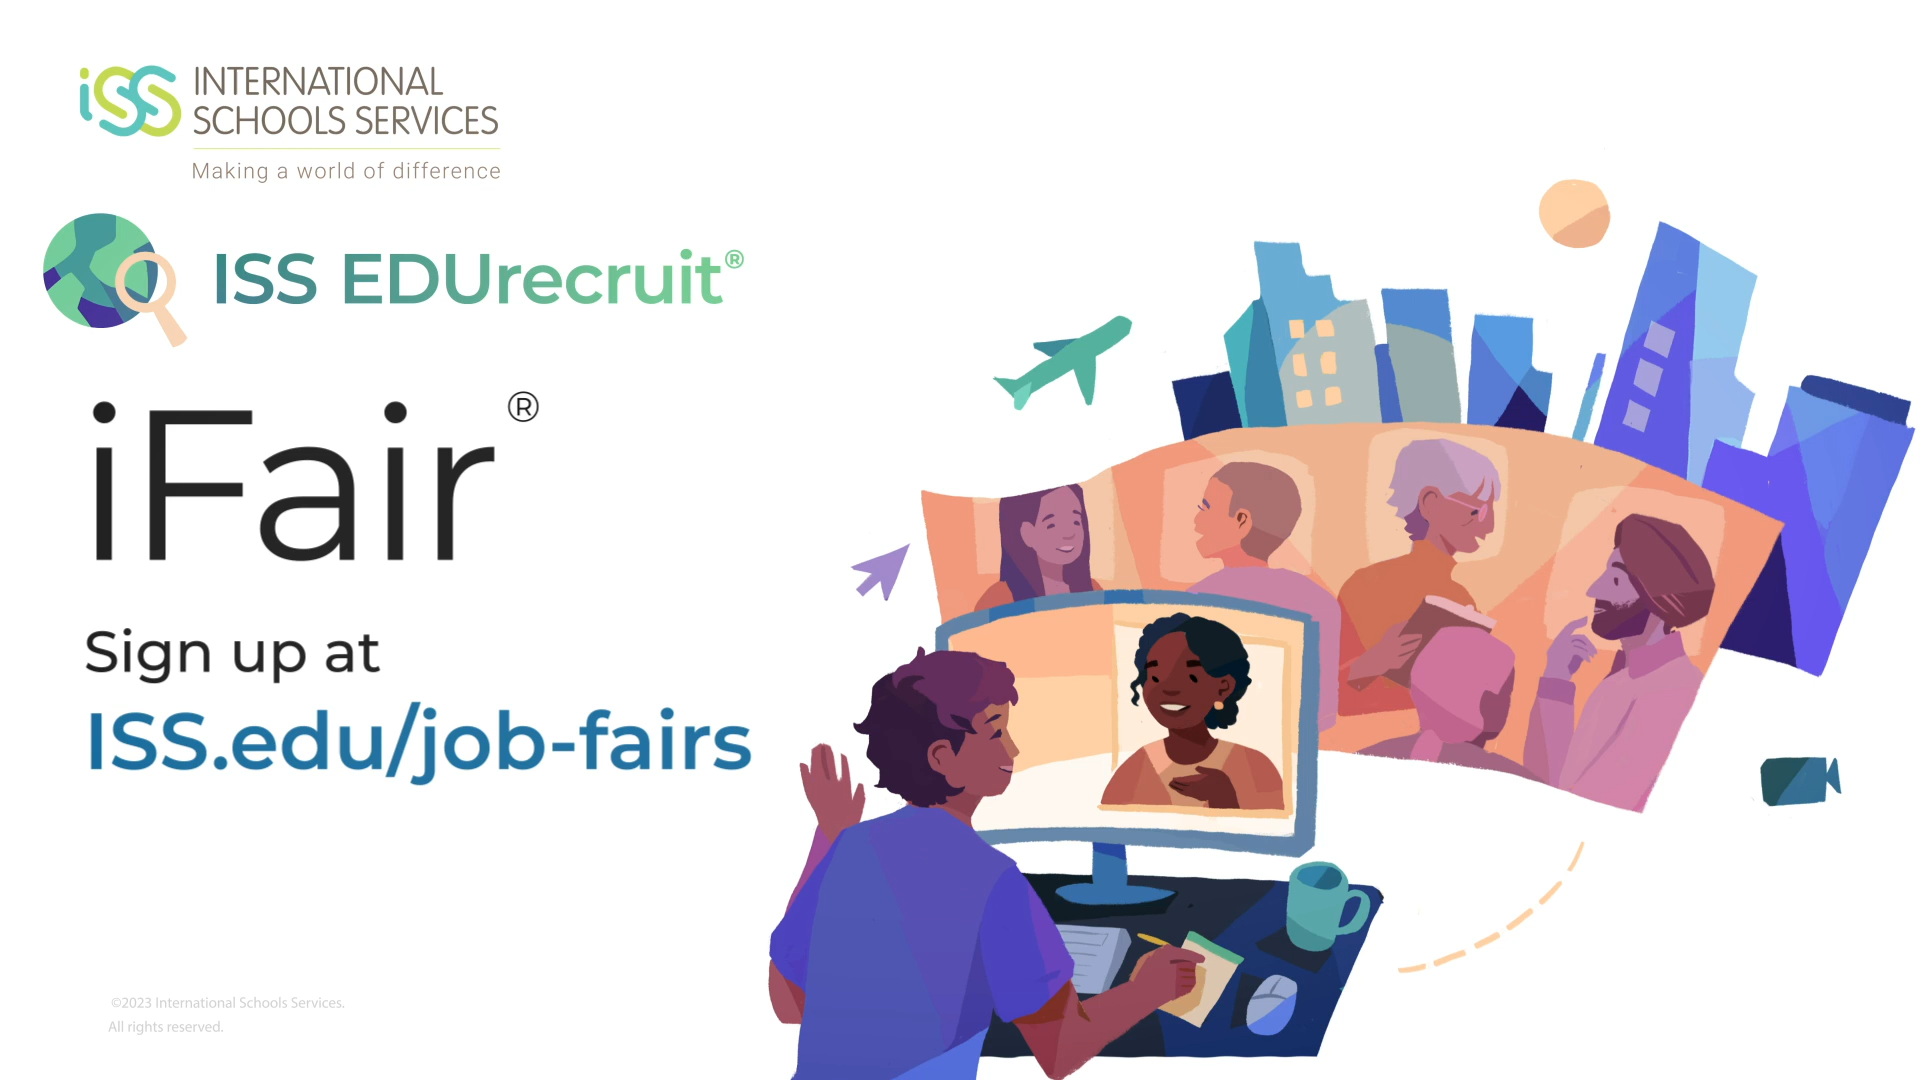 iSS INTERNATIONAL
SCHOOLS SERVICES
Making a world of difference
ISS EDUrecruit®
iFair®
Sign up at
ISS.edu/job-fairs
©2023 International Schools Services.
All rights reserved.